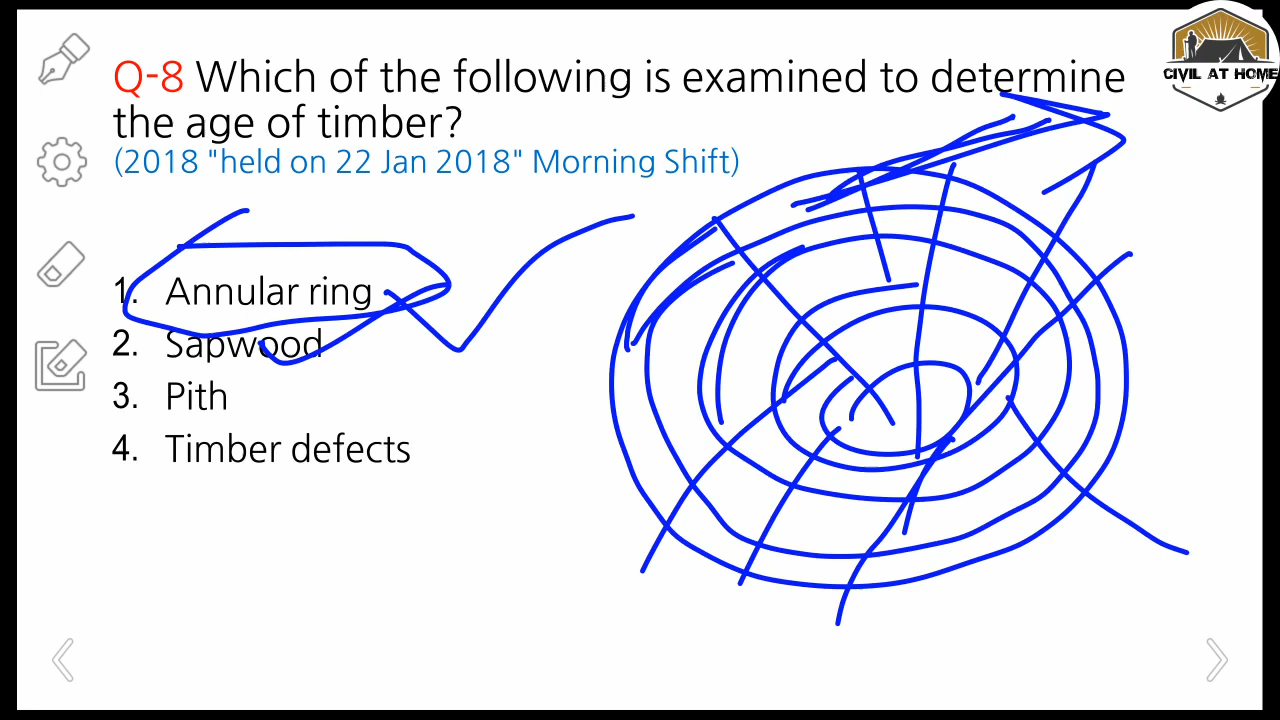 CIVIL AT HOME
Q-8 Which of the following is examined to determine
the age of timber?
(2018 "held on 22 Jan 2018" Morning Shift)
1. Annular ring
2. Sapwood
3. Pith
4. Timber defects